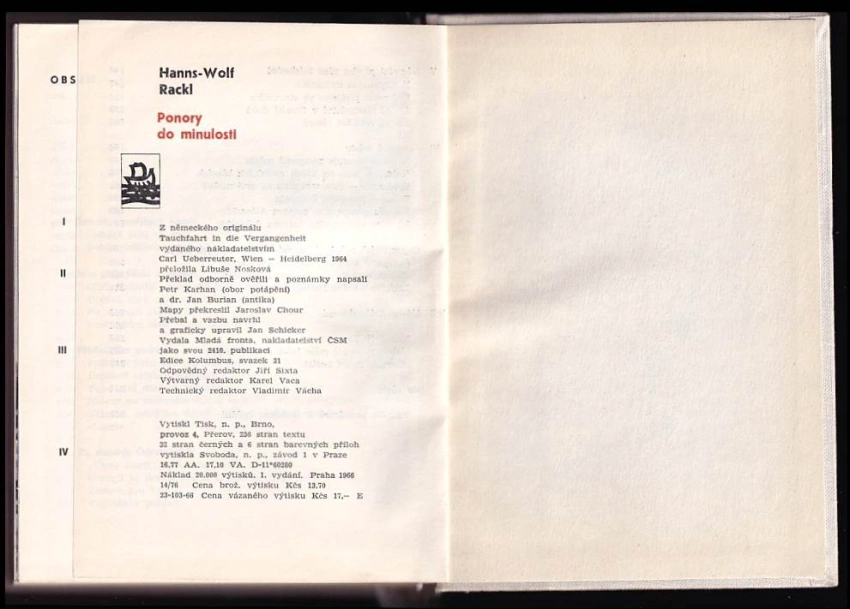 OBS
I
II
III
IV
Hanns-Wolf
Rackl
Ponory
do minulosti
Z německého originálu
Tauchfahrt in die Vergangenheit
vydaného nákladatelstvím
Carl Ueberreuter, Wien – Heidelberg 1964
přeložila Libuše Nosková
Překlad odborně ověřili a poznámky napsali
Petr Karhan (obor potápění)
a dr. Jan Burian (antika)
Mapy překreslil Jaroslav Chour
Přebal a vazbu navrhl
a graficky upravil Jan Schicker
Vydala Mladá fronta, nakladatelství ČSM
jako svou 2410. publikaci
Edice Kolumbus, svazek 21
Odpovědný redaktor Jiří Sixta
Výtvarný redaktor Karel Vaca
Technický redaktor Vladimír Vácha
Vytiskl Tisk, n. p., Brno,
provoz 4, Přerov, 236 stran textu
32 stran černých a 6 stran barevných příloh
vytiskla Svoboda, n. p., závod 1 v Praze
16,77 AA. 17,10 VA. D-11*60260
Náklad 20.000 výtisků. 1. vydání. Praha 1966
14/76 Cena brož. výtisku Kčs 13,70
23-103-66 Cena vázaného výtisku Kčs 17,– E